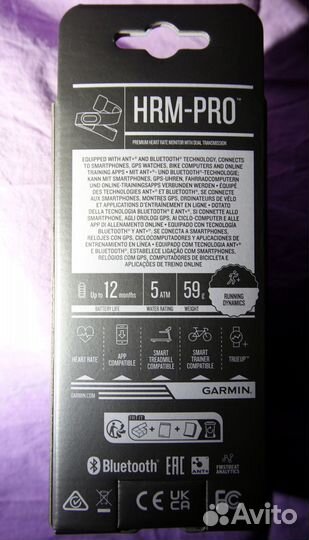 HRM-PRO™
PREMIUM HEART RATE MONITOR WITH DUAL TRANSMISSION
EQUIPPED WITH ANT+® AND BLUETOOTH® TECHNOLOGY, CONNECTS
TO SMARTPHONES, GPS WATCHES, BIKE COMPUTERS AND ONLINE
TRAINING APPS • MIT ANT+®- UND BLUETOOTH®-TECHNOLOGIE;
KANN MIT SMARTPHONES, GPS-UHREN, FAHRRADCOMPUTERN
UND ONLINE-TRAININGSAPPS VERBUNDEN WERDEN • ÉQUIPÉ
DES TECHNOLOGIES ANT+® ET BLUETOOTH®, SE CONNECTE
AUX SMARTPHONES, MONTRES GPS, ORDINATEURS DE VÉLO
ET APPLICATIONS D'ENTRAÎNEMENT EN LIGNE • DOTATO
DELLA TECNOLOGIA BLUETOOTH® E ANT+®, SI CONNETTE ALLO
SMARTPHONE, AGLI OROLOGI GPS, AI CICLO-COMPUTER E ALLE
APP DI ALLENAMENTO ONLINE • EQUIPADO CON TECNOLOGÍA
BLUETOOTH® Y ANT+®, SE CONECTA A SMARTPHONES,
RELOJES CON GPS, CICLOCOMPUTADORES Y APLICACIONES DE
ENTRENAMIENTO ONLINE • EQUIPADO COM TECNOLOGIA ANT+®
E BLUETOOTH®, ESTABELECE LIGAÇÃO COM SMARTPHONES,
RELÓGIOS COM GPS, COMPUTADORES DE BICICLETA E
APLICAÇÕES DE TREINO ONLINE
Up to 12 months
BATTERY LIFE
5 ATM
WATER RATING
59 g
WEIGHT
RUNNING
DYNAMICS
HEART RATE
APP
COMPATIBLE
SMART
TREADMILL
COMPATIBLE
SMART
TRAINER
COMPATIBLE
TRUEUP™
GARMIN.COM
GARMIN
FR
Bluetooth®
EAC
ANT+
FIRSTBEAT
ANALYTICS
CE
UK
CA
FC
Avito